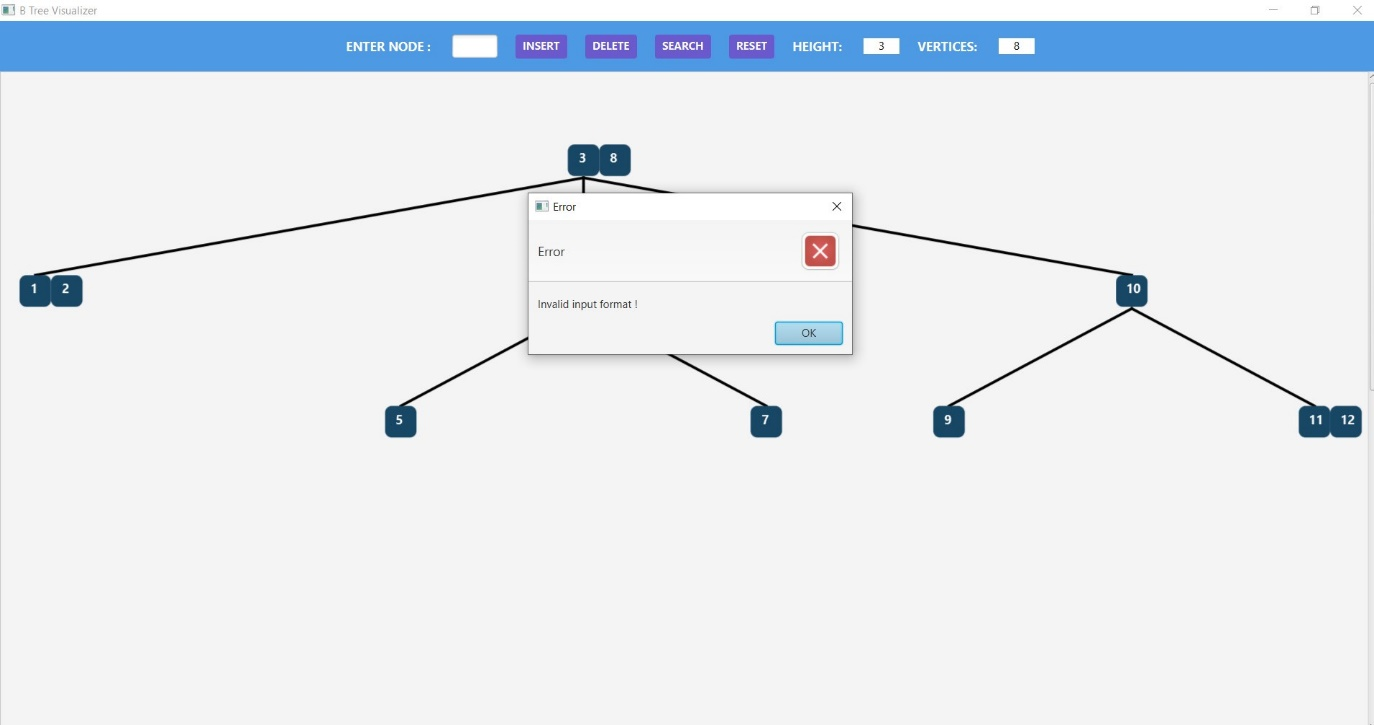 B Tree Visualizer
ENTER NODE : INSERT DELETE SEARCH RESET HEIGHT: 3 VERTICES: 8
3 8
Error
Error
1 2
10
Invalid input format !
OK
5 7 9 11 12